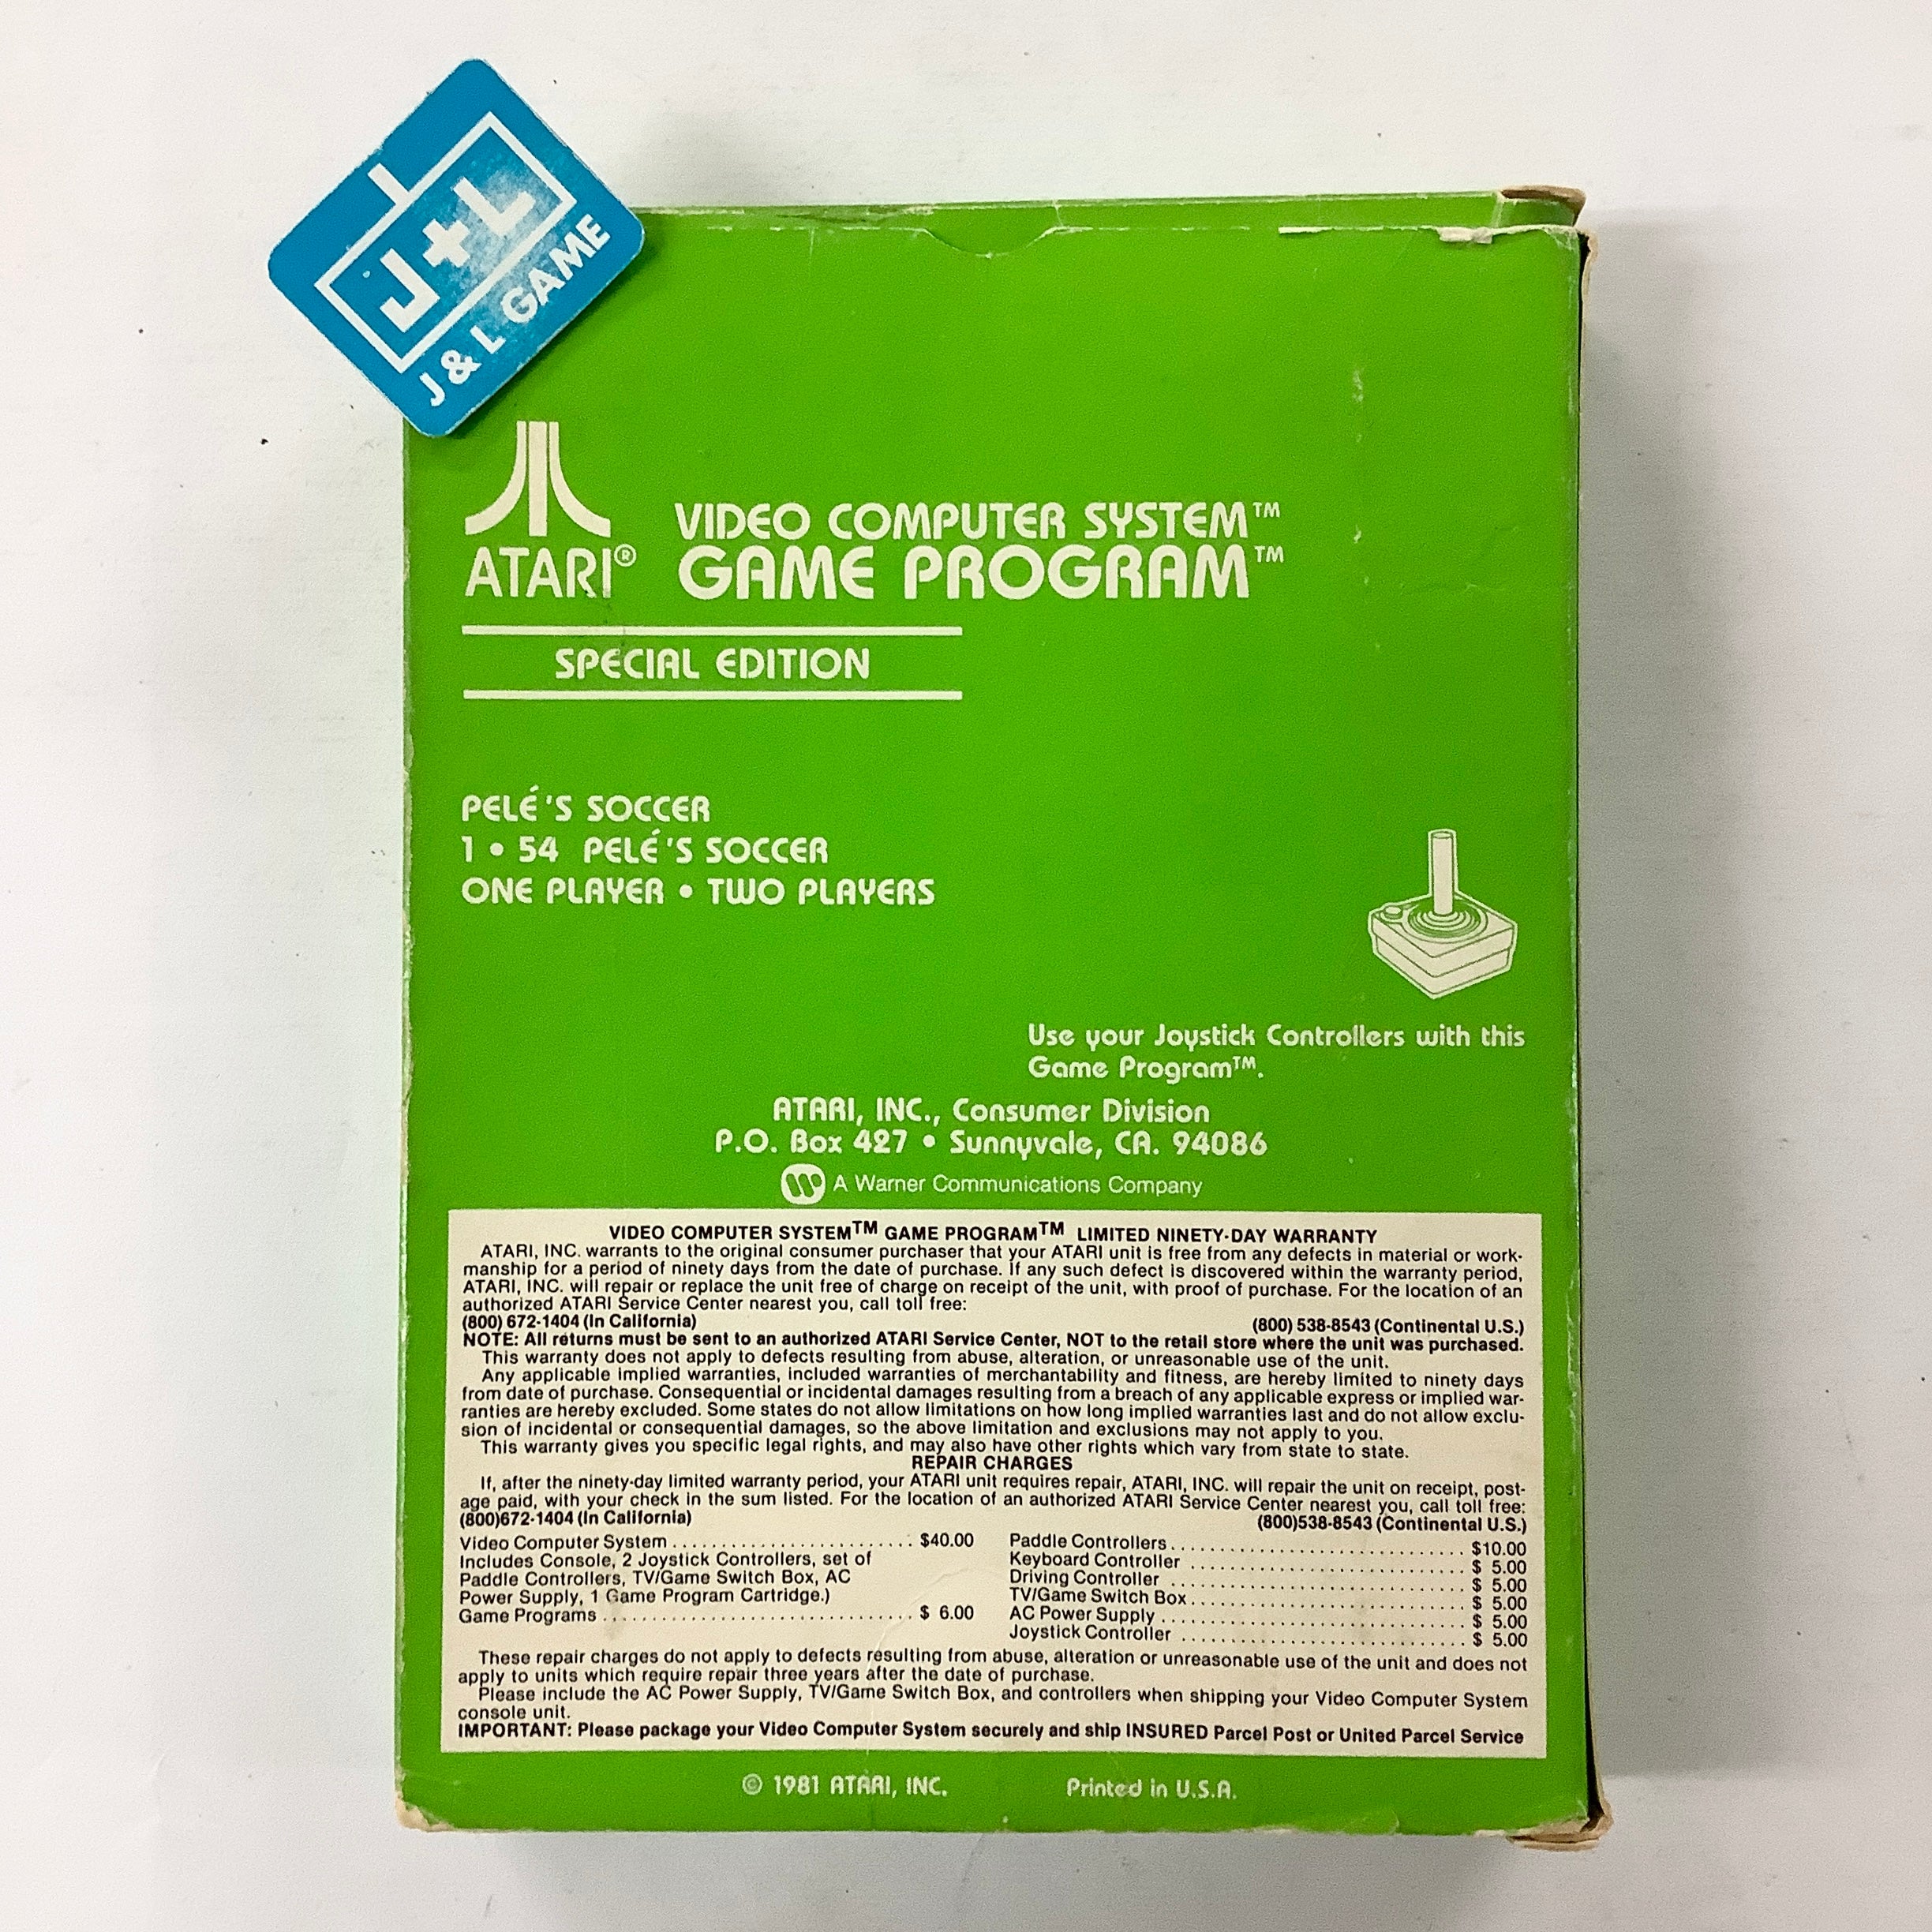 J+L
J & L GAME
VIDEO COMPUTER SYSTEM™
ATARI® GAME PROGRAM™
SPECIAL EDITION
PELÉ'S SOCCER
1 • 54 PELÉ'S SOCCER
ONE PLAYER • TWO PLAYERS
Use your Joystick Controllers with this
Game Program™.
ATARI, INC., Consumer Division
P.O. Box 427 • Sunnyvale, CA. 94086
A Warner Communications Company
VIDEO COMPUTER SYSTEM™ GAME PROGRAM™ LIMITED NINETY-DAY WARRANTY
ATARI, INC. warrants to the original consumer purchaser that your ATARI unit is free from any defects in material or work-
manship for a period of ninety days from the date of purchase. If any such defect is discovered within the warranty period,
ATARI, INC. will repair or replace the unit free of charge on receipt of the unit, with proof of purchase. For the location of an
authorized ATARI Service Center nearest you, call toll free:
(800) 672-1404 (In California) (800) 538-8543 (Continental U.S.)
NOTE: All returns must be sent to an authorized ATARI Service Center, NOT to the retail store where the unit was purchased.
This warranty does not apply to defects resulting from abuse, alteration, or unreasonable use of the unit.
Any applicable implied warranties, included warranties of merchantability and fitness, are hereby limited to ninety days
from date of purchase. Consequential or incidental damages resulting from a breach of any applicable express or implied war-
ranties are hereby excluded. Some states do not allow limitations on how long implied warranties last and do not allow exclu-
sion of incidental or consequential damages, so the above limitation and exclusions may not apply to you.
This warranty gives you specific legal rights, and may also have other rights which vary from state to state.
REPAIR CHARGES
If, after the ninety-day limited warranty period, your ATARI unit requires repair, ATARI, INC. will repair the unit on receipt, post-
age paid, with your check in the sum listed. For the location of an authorized ATARI Service Center nearest you, call toll free:
(800)672-1404 (In California) (800)538-8543 (Continental U.S.)
Video Computer System ........................ $40.00
Includes Console, 2 Joystick Controllers, set of
Paddle Controllers, TV/Game Switch Box, AC
Power Supply, 1 Game Program Cartridge.)
Game Programs ............................... $ 6.00
Paddle Controllers ............................. $10.00
Keyboard Controller ........................... $ 5.00
Driving Controller ............................. $ 5.00
TV/Game Switch Box ........................... $ 5.00
AC Power Supply .............................. $ 5.00
Joystick Controller ............................ $ 5.00
These repair charges do not apply to defects resulting from abuse, alteration or unreasonable use of the unit and does not
apply to units which require repair three years after the date of purchase.
Please include the AC Power Supply, TV/Game Switch Box, and controllers when shipping your Video Computer System
console unit.
IMPORTANT: Please package your Video Computer System securely and ship INSURED Parcel Post or United Parcel Service
© 1981 ATARI, INC. Printed in U.S.A.